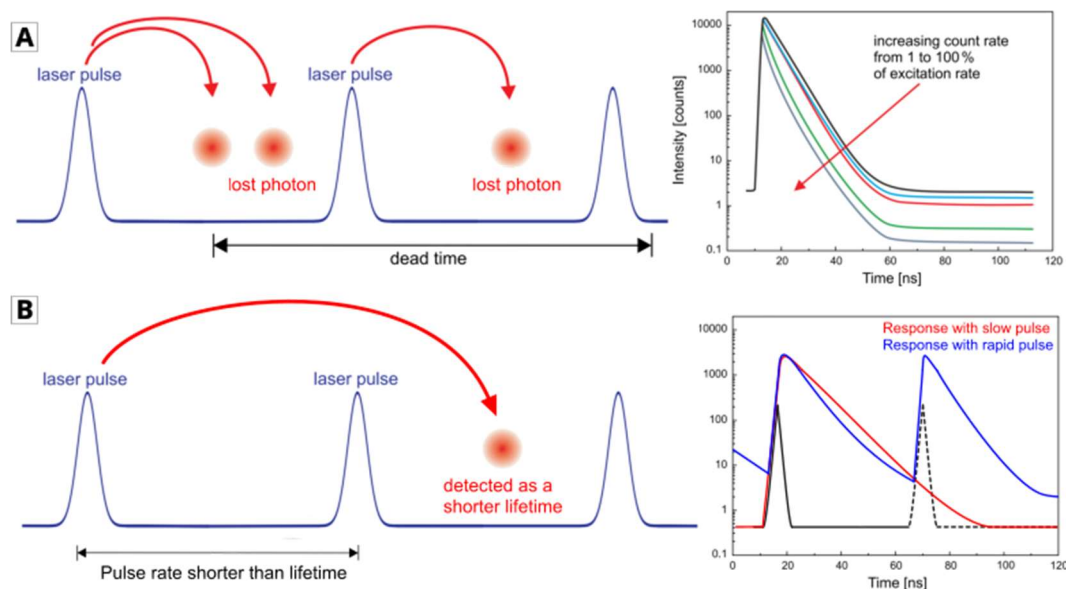 A
laser pulse
laser pulse
lost photon
lost photon
dead time
Intensity [counts]
10000
1000
100
10
1
0.1
increasing count rate
from 1 to 100 %
of excitation rate
0 20 40 60 80 100 120
Time [ns]
B
laser pulse
laser pulse
detected as a
shorter lifetime
Pulse rate shorter than lifetime
Response with slow pulse
Response with rapid pulse
10000
1000
100
10
1
0.1
0 20 40 60 80 100 120
Time [ns]